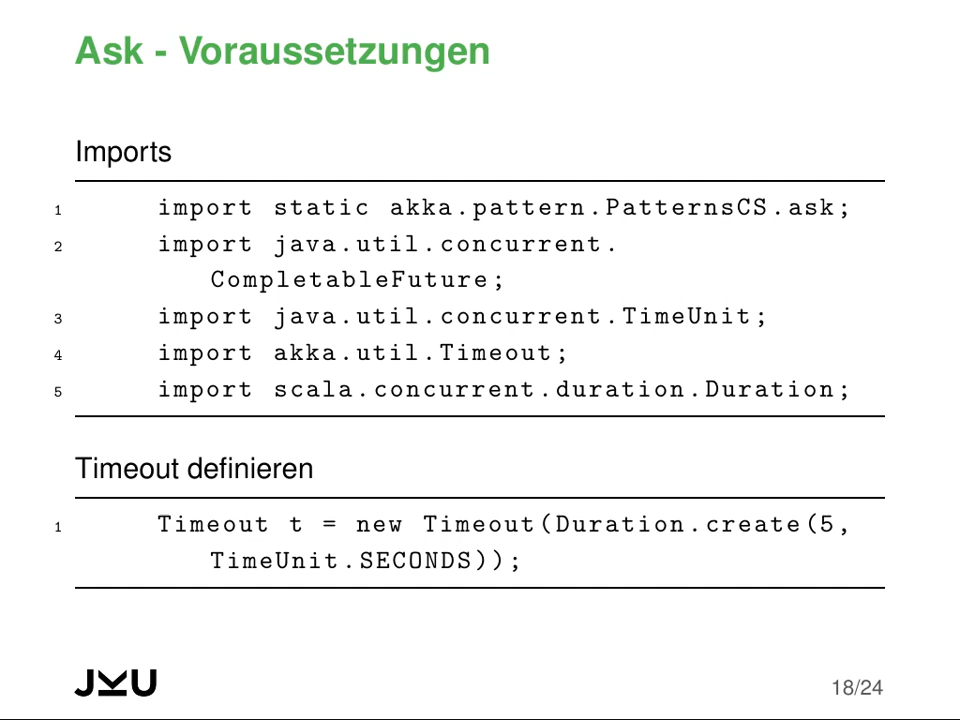 Ask - Voraussetzungen
Imports
1 import static akka.pattern.PatternsCS.ask;
2 import java.util.concurrent.
CompletableFuture;
3 import java.util.concurrent.TimeUnit;
4 import akka.util.Timeout;
5 import scala.concurrent.duration.Duration;
Timeout definieren
1 Timeout t = new Timeout(Duration.create(5,
TimeUnit.SECONDS));
JKU
18/24